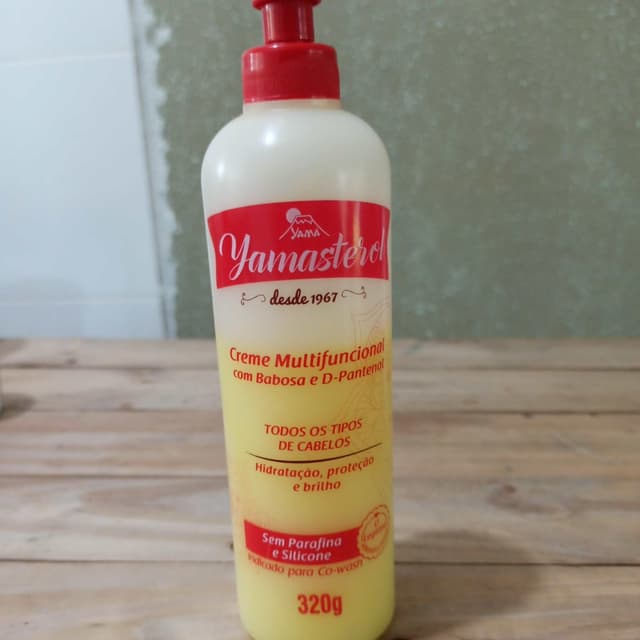 YAMA
Yamasterol
desde 1967
Creme Multifuncional
com Babosa e D-Pantenol
TODOS OS TIPOS
DE CABELOS
Hidratação, proteção
e brilho
Sem Parafina
e Silicone
Indicado para Co-wash
320g